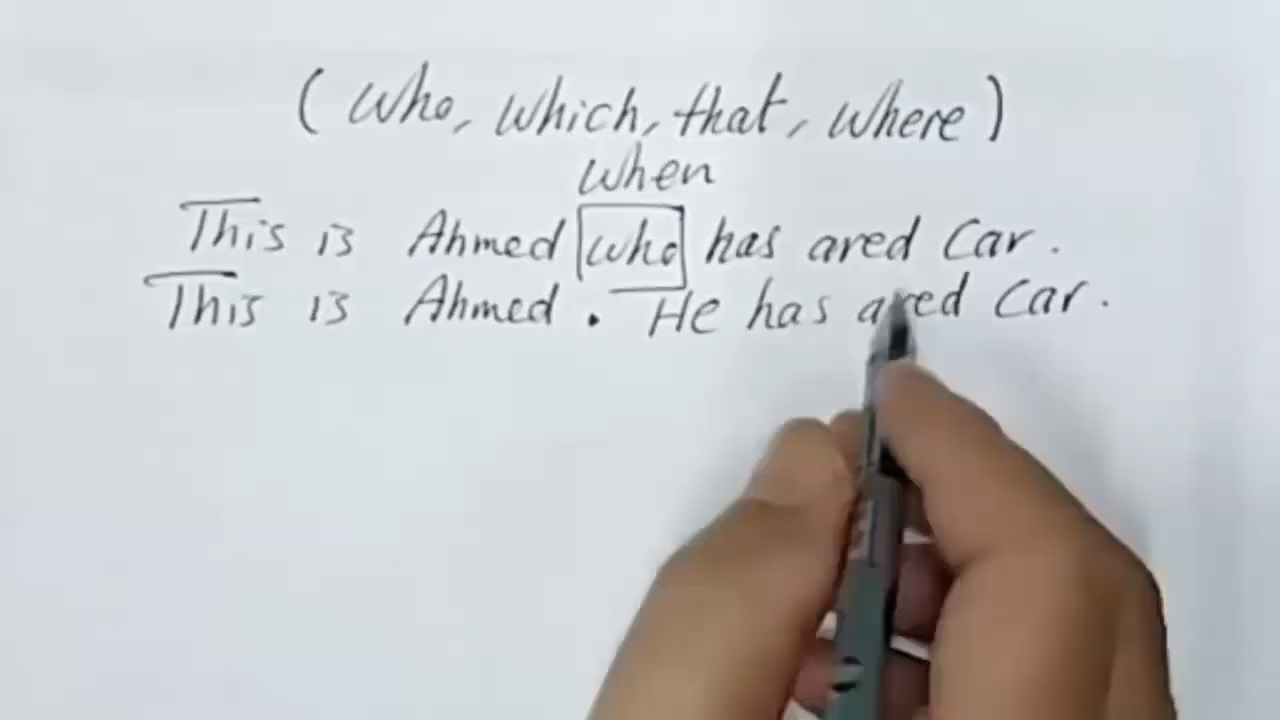 (who, which, that, where)
when
This is Ahmed who has ared Car.
This is Ahmed. He has ared Car.